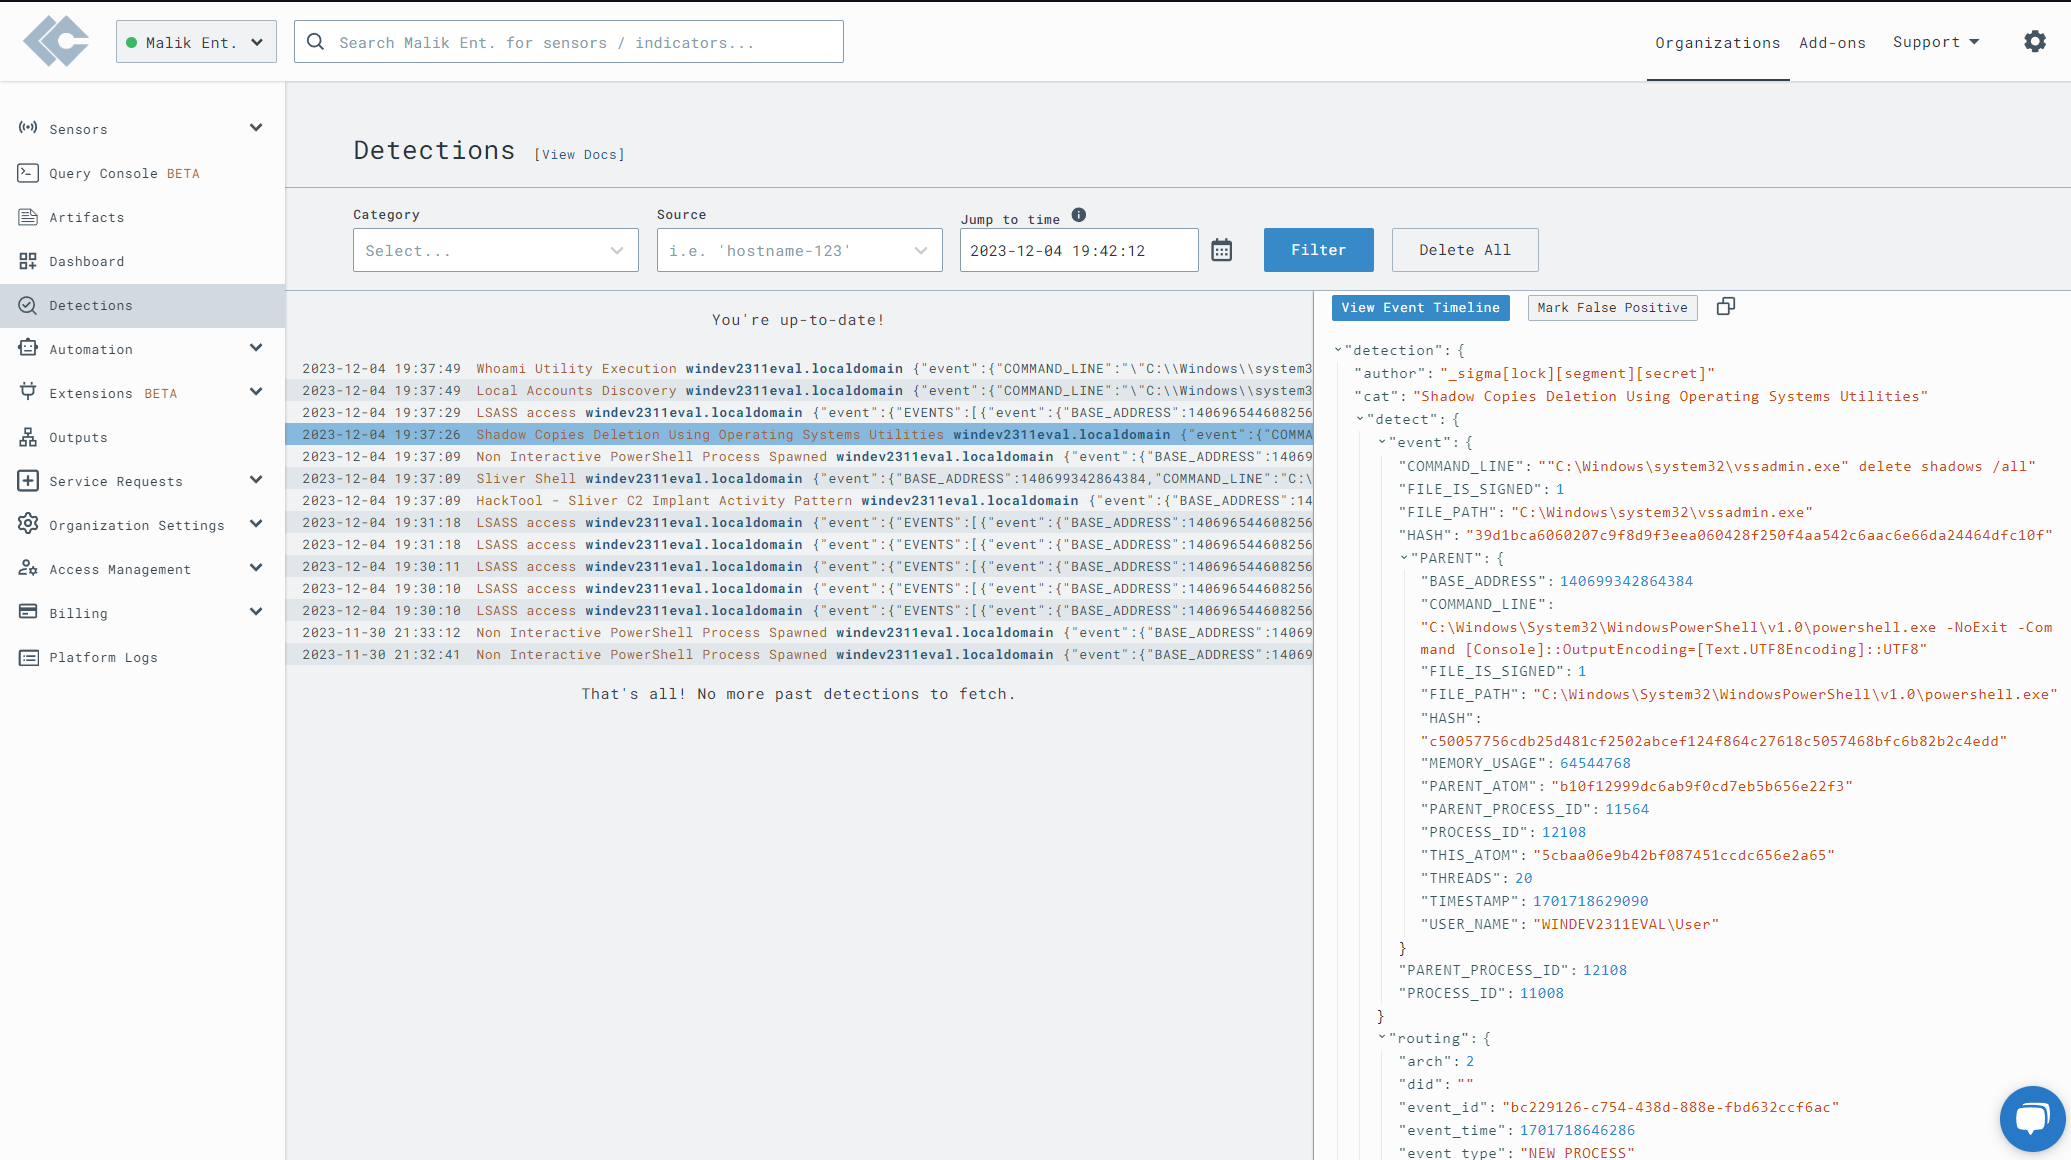 Malik Ent.
Search Malik Ent. for sensors / indicators...
Organizations
Add-ons
Support
Sensors
Query Console BETA
Artifacts
Dashboard
Detections
Automation
Extensions BETA
Outputs
Service Requests
Organization Settings
Access Management
Billing
Platform Logs
Detections [View Docs]
Category
Source
Jump to time
Select...
i.e. 'hostname-123'
2023-12-04 19:42:12
Filter
Delete All
You're up-to-date!
2023-12-04 19:37:49 Whoami Utility Execution windev2311eval.localdomain {"event":{"COMMAND_LINE":"\"C:\\Windows\\system3
2023-12-04 19:37:49 Local Accounts Discovery windev2311eval.localdomain {"event":{"COMMAND_LINE":"\"C:\\Windows\\system3
2023-12-04 19:37:29 LSASS access windev2311eval.localdomain {"event":{"EVENTS":[{"event":{"BASE_ADDRESS":140696544608256
2023-12-04 19:37:26 Shadow Copies Deletion Using Operating Systems Utilities windev2311eval.localdomain {"event":{"COMMA
2023-12-04 19:37:09 Non Interactive PowerShell Process Spawned windev2311eval.localdomain {"event":{"BASE_ADDRESS":14069
2023-12-04 19:37:09 Sliver Shell windev2311eval.localdomain {"event":{"BASE_ADDRESS":140699342864384,"COMMAND_LINE":"C:\
2023-12-04 19:37:09 HackTool - Sliver C2 Implant Activity Pattern windev2311eval.localdomain {"event":{"BASE_ADDRESS":14
2023-12-04 19:31:18 LSASS access windev2311eval.localdomain {"event":{"EVENTS":[{"event":{"BASE_ADDRESS":140696544608256
2023-12-04 19:31:18 LSASS access windev2311eval.localdomain {"event":{"EVENTS":[{"event":{"BASE_ADDRESS":140696544608256
2023-12-04 19:30:11 LSASS access windev2311eval.localdomain {"event":{"EVENTS":[{"event":{"BASE_ADDRESS":140696544608256
2023-12-04 19:30:10 LSASS access windev2311eval.localdomain {"event":{"EVENTS":[{"event":{"BASE_ADDRESS":140696544608256
2023-12-04 19:30:10 LSASS access windev2311eval.localdomain {"event":{"EVENTS":[{"event":{"BASE_ADDRESS":140696544608256
2023-11-30 21:33:12 Non Interactive PowerShell Process Spawned windev2311eval.localdomain {"event":{"BASE_ADDRESS":14069
2023-11-30 21:32:41 Non Interactive PowerShell Process Spawned windev2311eval.localdomain {"event":{"BASE_ADDRESS":14069
That's all! No more past detections to fetch.
View Event Timeline
Mark False Positive
"detection": {
"author": "_sigma[lock][segment][secret]"
"cat": "Shadow Copies Deletion Using Operating Systems Utilities"
"detect": {
"event": {
"COMMAND_LINE": ""C:\Windows\system32\vssadmin.exe" delete shadows /all"
"FILE_IS_SIGNED": 1
"FILE_PATH": "C:\Windows\system32\vssadmin.exe"
"HASH": "39d1bca6060207c9f8d9f3eea060428f250f4aa542c6aac6e66da24464dfc10f"
"PARENT": {
"BASE_ADDRESS": 140699342864384
"COMMAND_LINE":
"C:\Windows\System32\WindowsPowerShell\v1.0\powershell.exe -NoExit -Com
mand [Console]::OutputEncoding=[Text.UTF8Encoding]::UTF8"
"FILE_IS_SIGNED": 1
"FILE_PATH": "C:\Windows\System32\WindowsPowerShell\v1.0\powershell.exe"
"HASH":
"c50057756cdb25d481cf2502abcef124f864c27618c5057468bfc6b82b2c4edd"
"MEMORY_USAGE": 64544768
"PARENT_ATOM": "b10f12999dc6ab9f0cd7eb5b656e22f3"
"PARENT_PROCESS_ID": 11564
"PROCESS_ID": 12108
"THIS_ATOM": "5cbaa06e9b42bf087451ccdc656e2a65"
"THREADS": 20
"TIMESTAMP": 1701718629090
"USER_NAME": "WINDEV2311EVAL\User"
}
"PARENT_PROCESS_ID": 12108
"PROCESS_ID": 11008
}
"routing": {
"arch": 2
"did": ""
"event_id": "bc229126-c754-438d-888e-fbd632ccf6ac"
"event_time": 1701718646286
"event_type": "NEW_PROCESS"